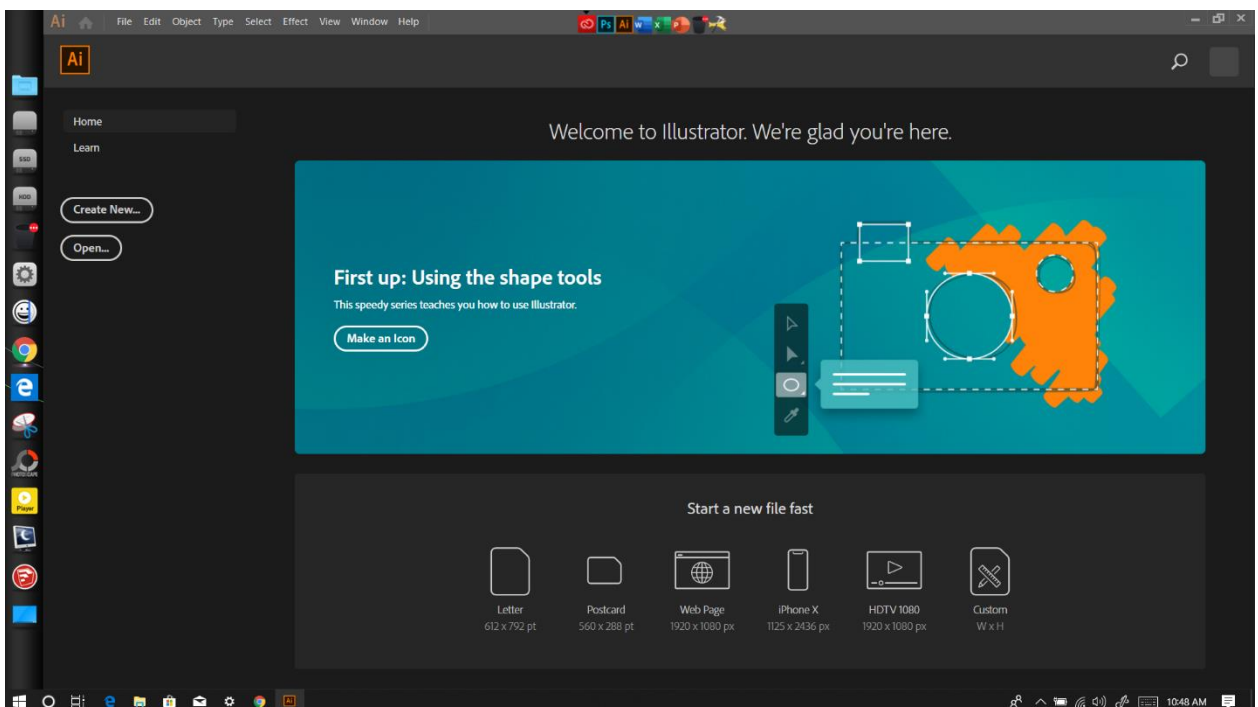 Ai File Edit Object Type Select Effect View Window Help
Ps Ai W X P
Ai
Home
Learn
SSD
HDD
Create New...
Open...
Welcome to Illustrator. We're glad you're here.
First up: Using the shape tools
This speedy series teaches you how to use Illustrator.
Make an Icon
Player
Start a new file fast
Letter
612 x 792 pt
Postcard
560 x 288 pt
Web Page
1920 x 1080 px
iPhone X
1125 x 2436 px
HDTV 1080
1920 x 1080 px
Custom
W x H
Ai
10:48 AM